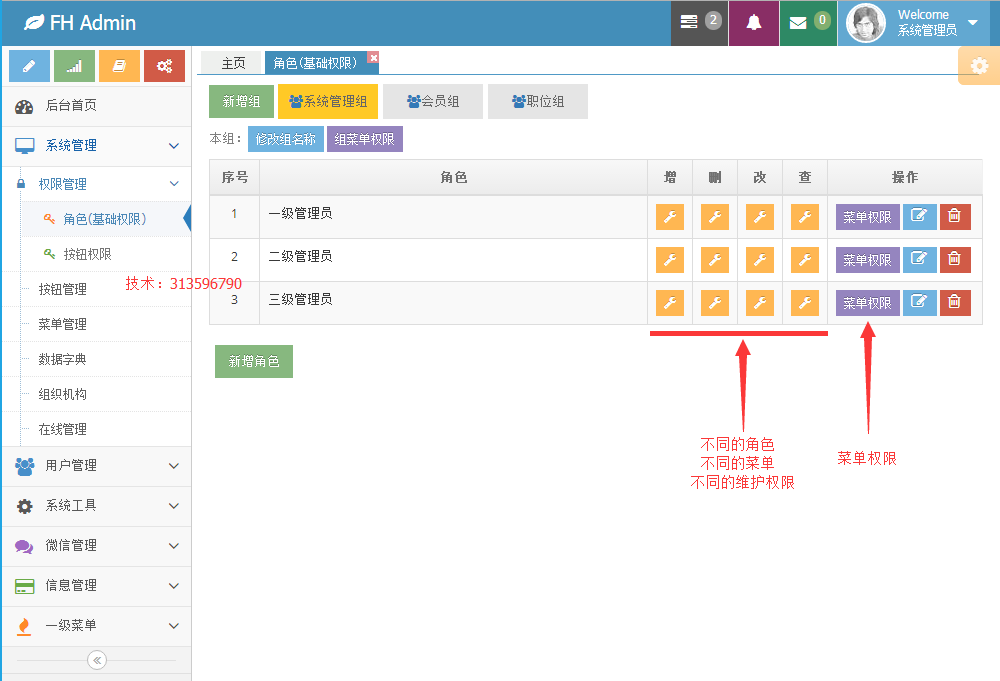 FH Admin
2
0
Welcome
系统管理员
主页
角色(基础权限)
后台首页
系统管理
权限管理
角色(基础权限)
按钮权限
按钮管理
菜单管理
数据字典
组织机构
在线管理
用户管理
系统工具
微信管理
信息管理
一级菜单
技术：313596790
新增组
系统管理组
会员组
职位组
本组：
修改组名称
组菜单权限
序号 角色 增 删 改 查 操作
1 一级管理员 菜单权限
2 二级管理员 菜单权限
3 三级管理员 菜单权限
新增角色
不同的角色
不同的菜单
不同的维护权限
菜单权限